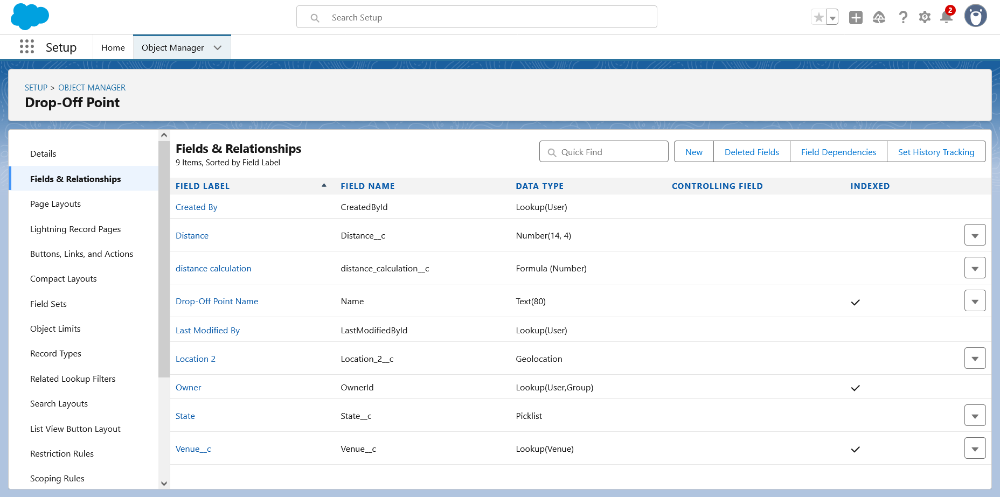 Search Setup
2
Setup
Home
Object Manager
SETUP > OBJECT MANAGER
Drop-Off Point
Details
Fields & Relationships
Page Layouts
Lightning Record Pages
Buttons, Links, and Actions
Compact Layouts
Field Sets
Object Limits
Record Types
Related Lookup Filters
Search Layouts
List View Button Layout
Restriction Rules
Scoping Rules
Fields & Relationships
9 Items, Sorted by Field Label
Quick Find
New
Deleted Fields
Field Dependencies
Set History Tracking
FIELD LABEL FIELD NAME DATA TYPE CONTROLLING FIELD INDEXED
Created By CreatedById Lookup(User)
Distance Distance__c Number(14, 4)
distance calculation distance_calculation__c Formula (Number)
Drop-Off Point Name Name Text(80)
Last Modified By LastModifiedById Lookup(User)
Location 2 Location_2__c Geolocation
Owner OwnerId Lookup(User,Group)
State State__c Picklist
Venue__c Venue__c Lookup(Venue)